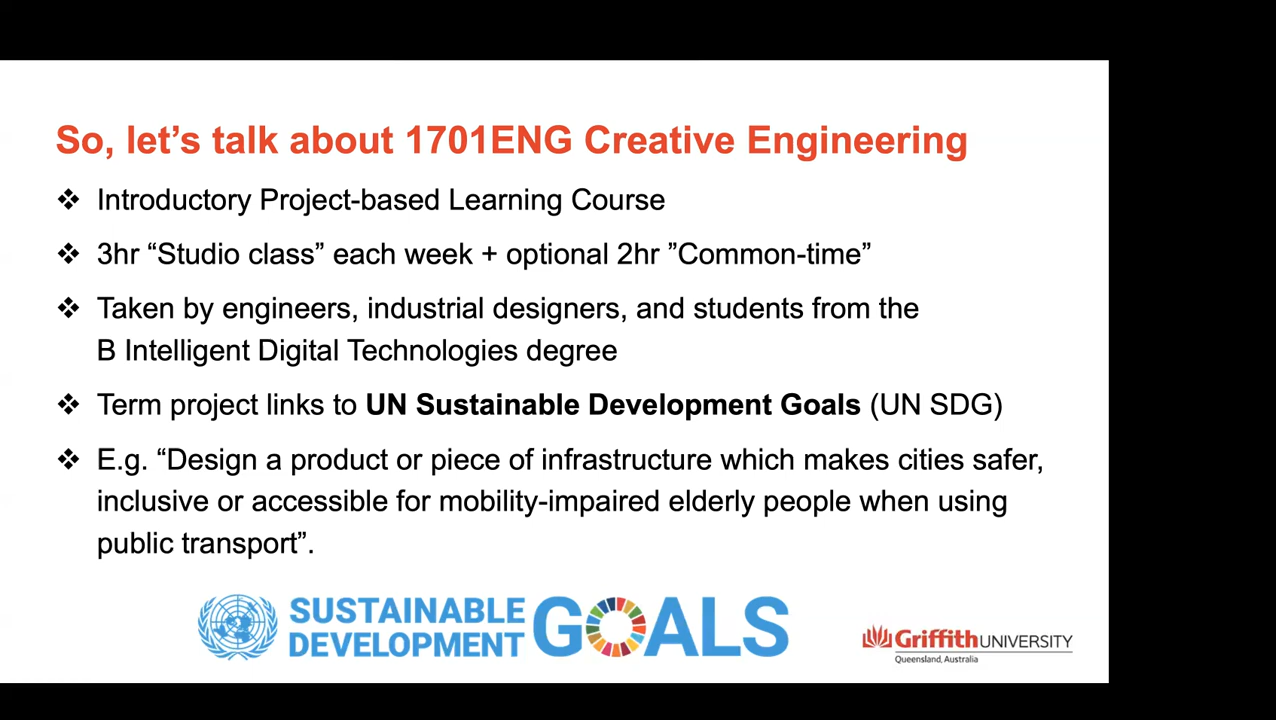 So, let’s talk about 1701ENG Creative Engineering
❖ Introductory Project-based Learning Course
❖ 3hr “Studio class” each week + optional 2hr ”Common-time”
❖ Taken by engineers, industrial designers, and students from the
B Intelligent Digital Technologies degree
❖ Term project links to UN Sustainable Development Goals (UN SDG)
❖ E.g. “Design a product or piece of infrastructure which makes cities safer,
inclusive or accessible for mobility-impaired elderly people when using
public transport”.
SUSTAINABLE
DEVELOPMENT
GOALS
Griffith UNIVERSITY
Queensland, Australia